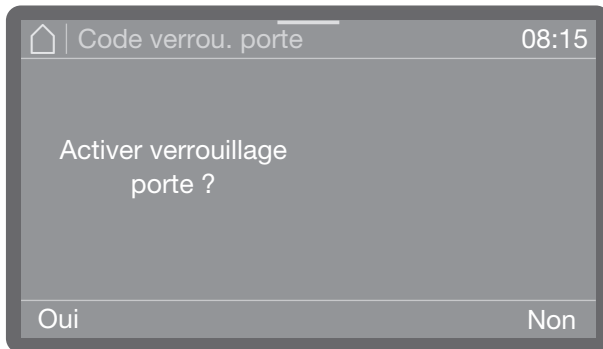 Code verrou. porte 08:15
Activer verrouillage
porte ?
Oui Non